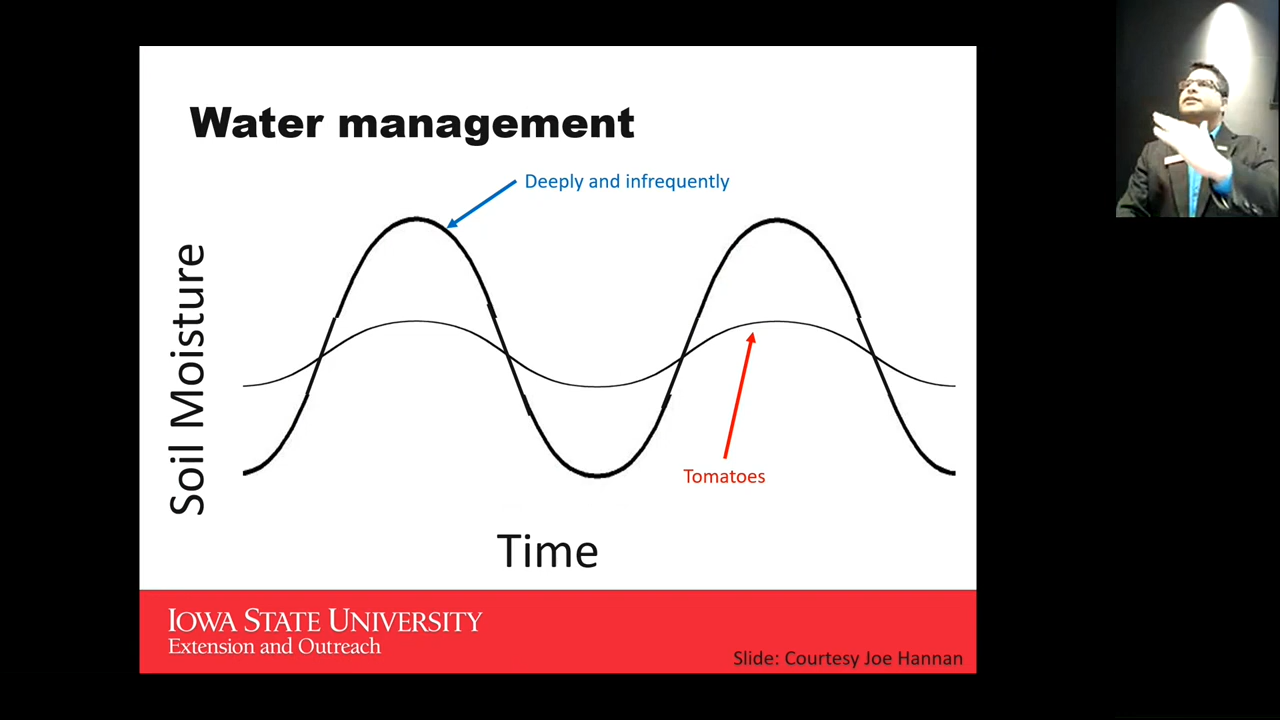 Water management
Deeply and infrequently
Soil Moisture
Tomatoes
Time
IOWA STATE UNIVERSITY
Extension and Outreach
Slide: Courtesy Joe Hannan